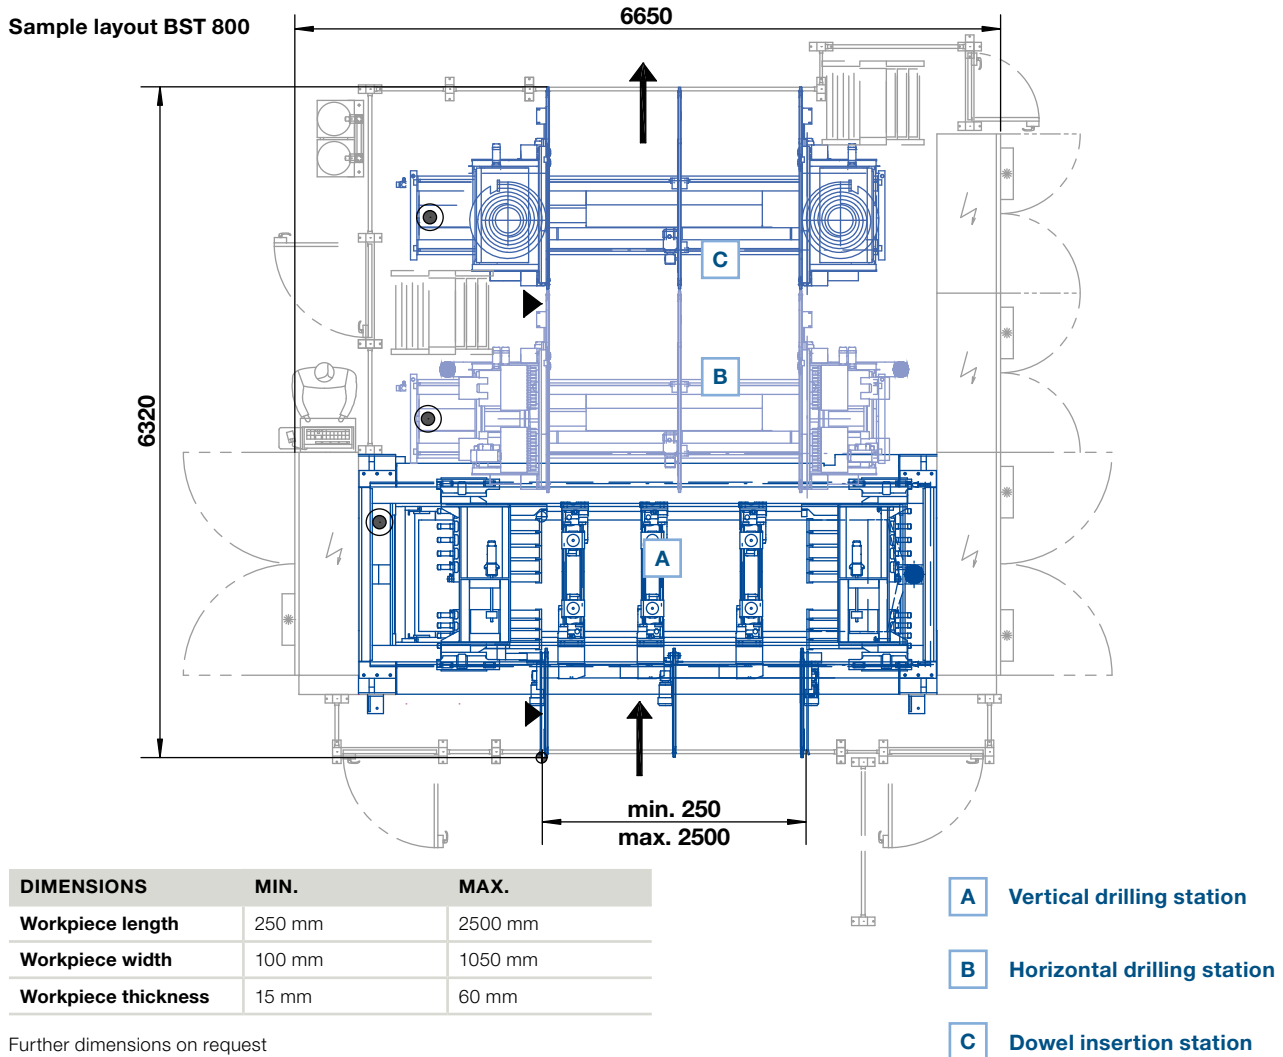 Sample layout BST 800
6650
6320
C
B
A
min. 250
max. 2500
DIMENSIONS MIN. MAX.
Workpiece length 250 mm 2500 mm
Workpiece width 100 mm 1050 mm
Workpiece thickness 15 mm 60 mm
Further dimensions on request
A Vertical drilling station
B Horizontal drilling station
C Dowel insertion station